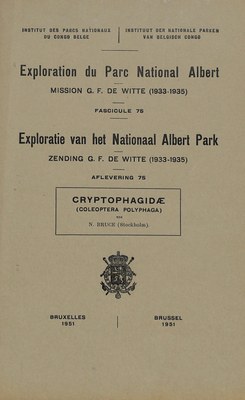 INSTITUT DES PARCS NATIONAUX
DU CONGO BELGE
INSTITUUT DER NATIONALE PARKEN
VAN BELGISCH CONGO
Exploration du Parc National Albert
MISSION G. F. DE WITTE (1933-1935)
FASCICULE 75
Exploratie van het Nationaal Albert Park
ZENDING G. F. DE WITTE (1933-1935)
AFLEVERING 75
CRYPTOPHAGIDÆ
(COLEOPTERA POLYPHAGA)
PAR
N. BRUCE (Stockholm)
BRUXELLES
1951
BRUSSEL
1951